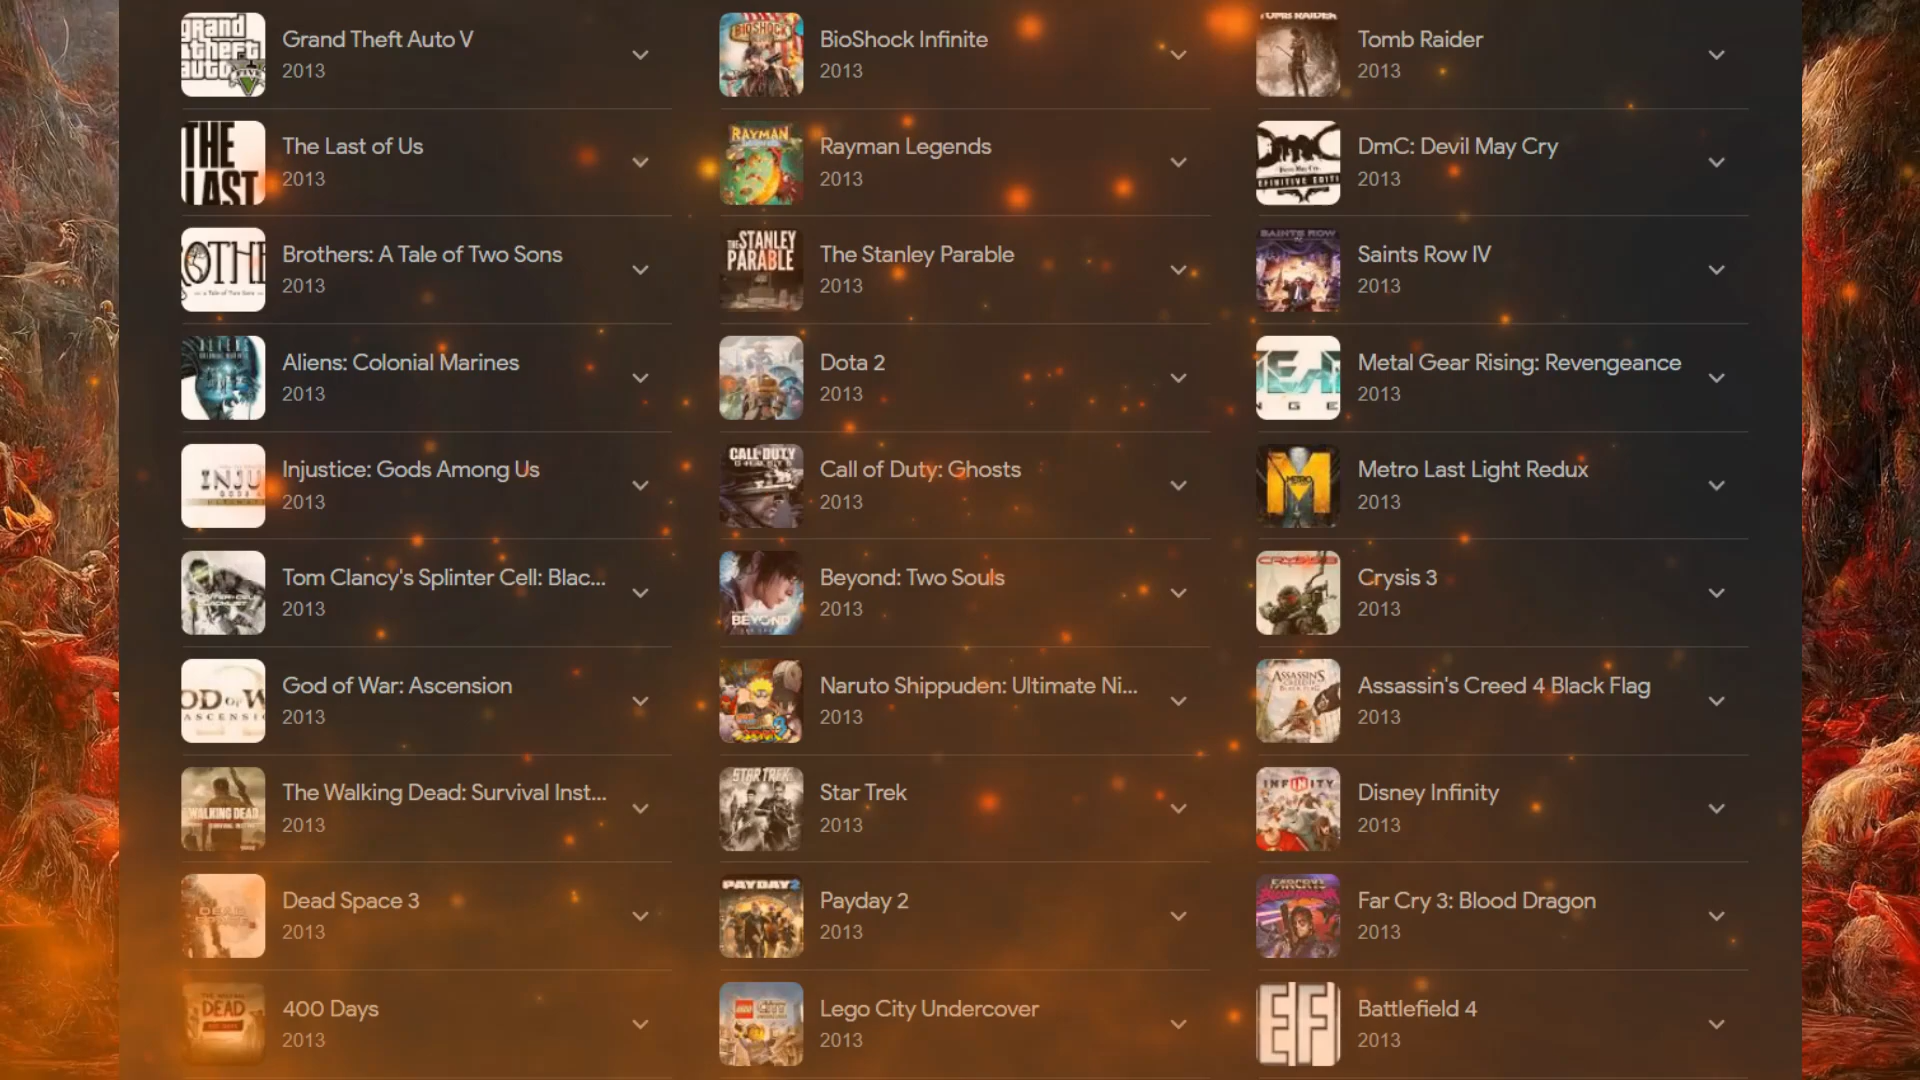 Grand Theft Auto V
2013
BioShock Infinite
2013
Tomb Raider
2013
The Last of Us
2013
Rayman Legends
2013
DmC: Devil May Cry
2013
Brothers: A Tale of Two Sons
2013
The Stanley Parable
2013
Saints Row IV
2013
Aliens: Colonial Marines
2013
Dota 2
2013
Metal Gear Rising: Revengeance
2013
Injustice: Gods Among Us
2013
Call of Duty: Ghosts
2013
Metro Last Light Redux
2013
Tom Clancy's Splinter Cell: Blac...
2013
Beyond: Two Souls
2013
Crysis 3
2013
God of War: Ascension
2013
Naruto Shippuden: Ultimate Ni...
2013
Assassin's Creed 4 Black Flag
2013
The Walking Dead: Survival Inst...
2013
Star Trek
2013
Disney Infinity
2013
Dead Space 3
2013
Payday 2
2013
Far Cry 3: Blood Dragon
2013
400 Days
2013
Lego City Undercover
2013
Battlefield 4
2013